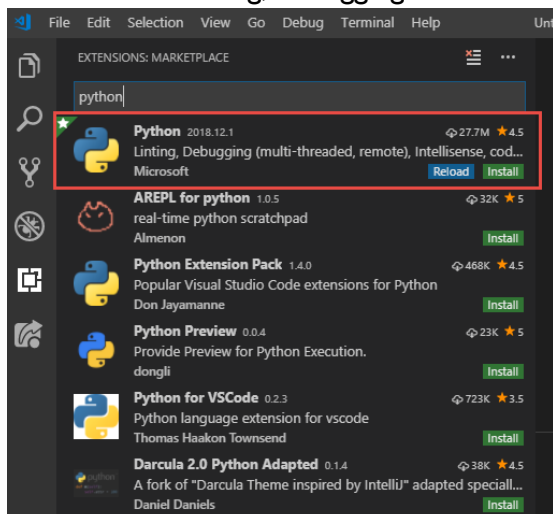 File Edit Selection View Go Debug Terminal Help Unt
EXTENSIONS: MARKETPLACE
python
Python 2018.12.1 27.7M ★4.5
Linting, Debugging (multi-threaded, remote), Intellisense, cod...
Microsoft Reload Install
AREPL for python 1.0.5 32K ★5
real-time python scratchpad
Almenon Install
Python Extension Pack 1.4.0 468K ★4.5
Popular Visual Studio Code extensions for Python
Don Jayamanne Install
Python Preview 0.0.4 23K ★5
Provide Preview for Python Execution.
dongli Install
Python for VSCode 0.2.3 723K ★3.5
Python language extension for vscode
Thomas Haakon Townsend Install
Darcula 2.0 Python Adapted 0.1.4 38K ★4.5
python
A fork of "Darcula Theme inspired by IntelliJ" adapted speciall...
Daniel Daniels Install